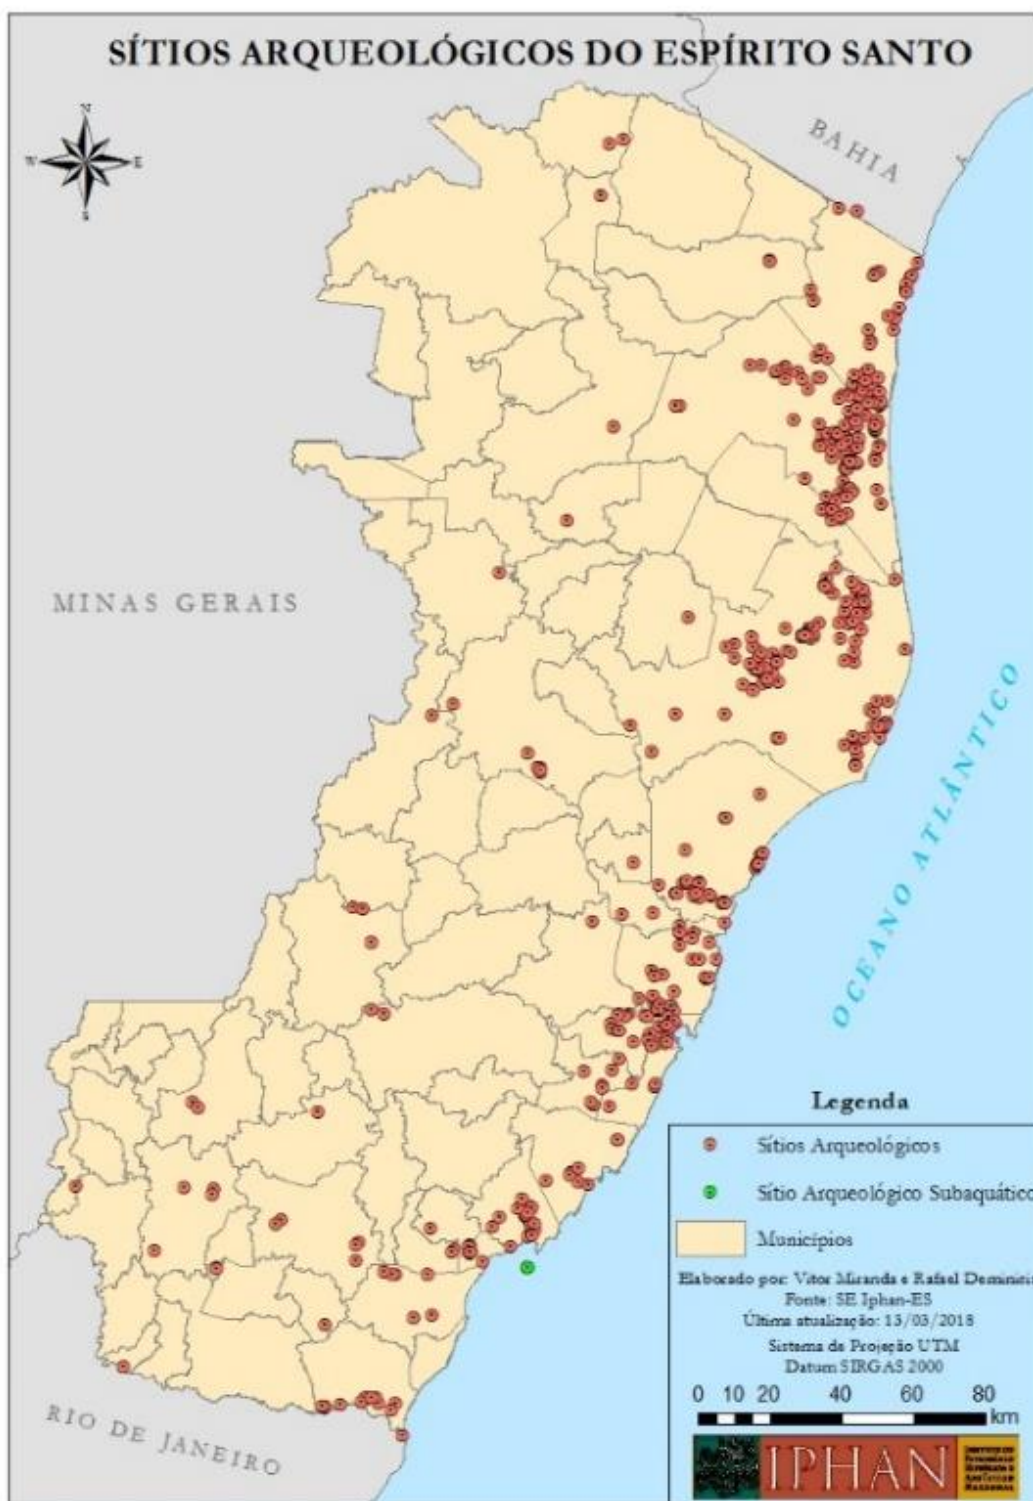 SÍTIOS ARQUEOLÓGICOS DO ESPÍRITO SANTO
N
W
E
S
BAHIA
MINAS GERAIS
OCEANO ATLÂNTICO
RIO DE JANEIRO
Legenda
Sítios Arqueológicos
Sítio Arqueológico Subaquático
Municípios
Elaborado por: Vitor Miranda e Rafael Deminicis
Fonte: SE Iphan-ES
Última atualização: 13/03/2018
Sistema de Projeção UTM
Datum SIRGAS 2000
0 10 20 40 60 80
km
IPHAN